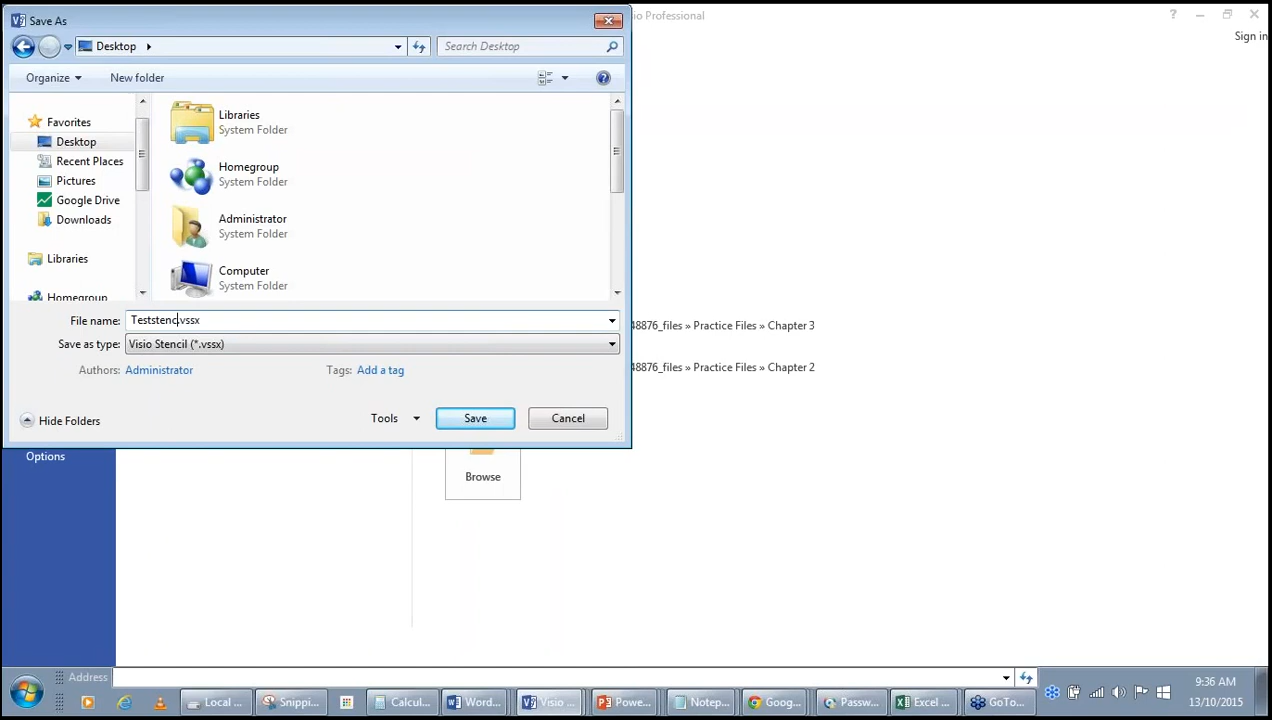 Save As
io Professional
?
Sign in
Desktop
Search Desktop
Organize
New folder
Favorites
Desktop
Recent Places
Pictures
Google Drive
Downloads
Libraries
Homegroup
Libraries
System Folder
Homegroup
System Folder
Administrator
System Folder
Computer
System Folder
File name: Teststenc.vssx
Save as type: Visio Stencil (*.vssx)
Authors: Administrator
Tags: Add a tag
Hide Folders
Tools
Save
Cancel
48876_files » Practice Files » Chapter 3
48876_files » Practice Files » Chapter 2
Options
Browse
Address
Local ...
Snippi...
Calcul...
Word...
Visio ...
Powe...
Notep...
Goog...
Passw...
Excel ...
GoTo...
9:36 AM
13/10/2015